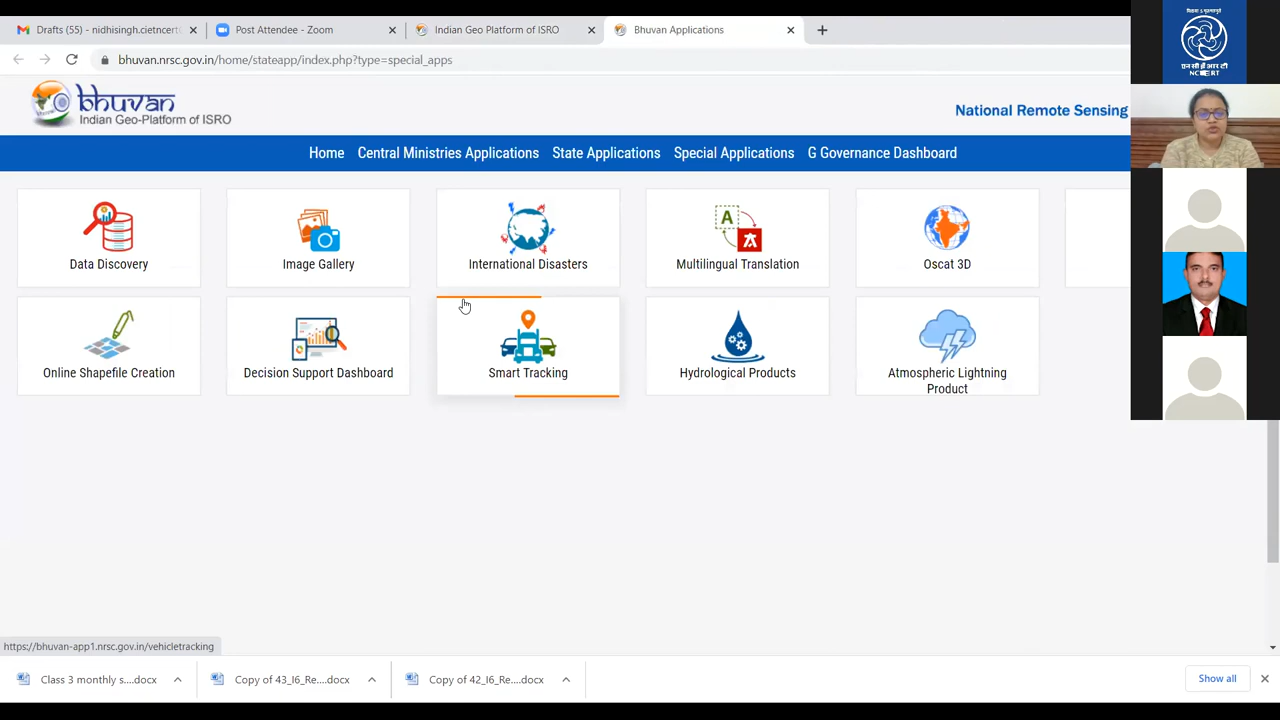 Drafts (55) - nidhisingh.cietncert
Post Attendee - Zoom
Indian Geo Platform of ISRO
Bhuvan Applications
bhuvan.nrsc.gov.in/home/stateapp/index.php?type=special_apps
bhuvan
Indian Geo-Platform of ISRO
National Remote Sensing
Home
Central Ministries Applications
State Applications
Special Applications
G Governance Dashboard
Data Discovery
Image Gallery
International Disasters
Multilingual Translation
Oscat 3D
Online Shapefile Creation
Decision Support Dashboard
Smart Tracking
Hydrological Products
Atmospheric Lightning
Product
https://bhuvan-app1.nrsc.gov.in/vehicletracking
Class 3 monthly s....docx
Copy of 43_I6_Re....docx
Copy of 42_I6_Re....docx
Show all
एन सी ई आर टी
NCERT